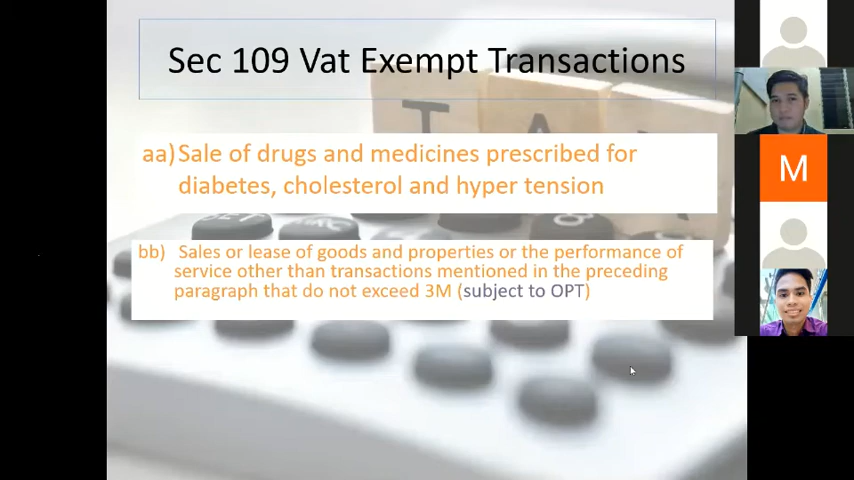 Sec 109 Vat Exempt Transactions
aa) Sale of drugs and medicines prescribed for
diabetes, cholesterol and hyper tension
bb) Sales or lease of goods and properties or the performance of
service other than transactions mentioned in the preceding
paragraph that do not exceed 3M (subject to OPT)
M
T
A